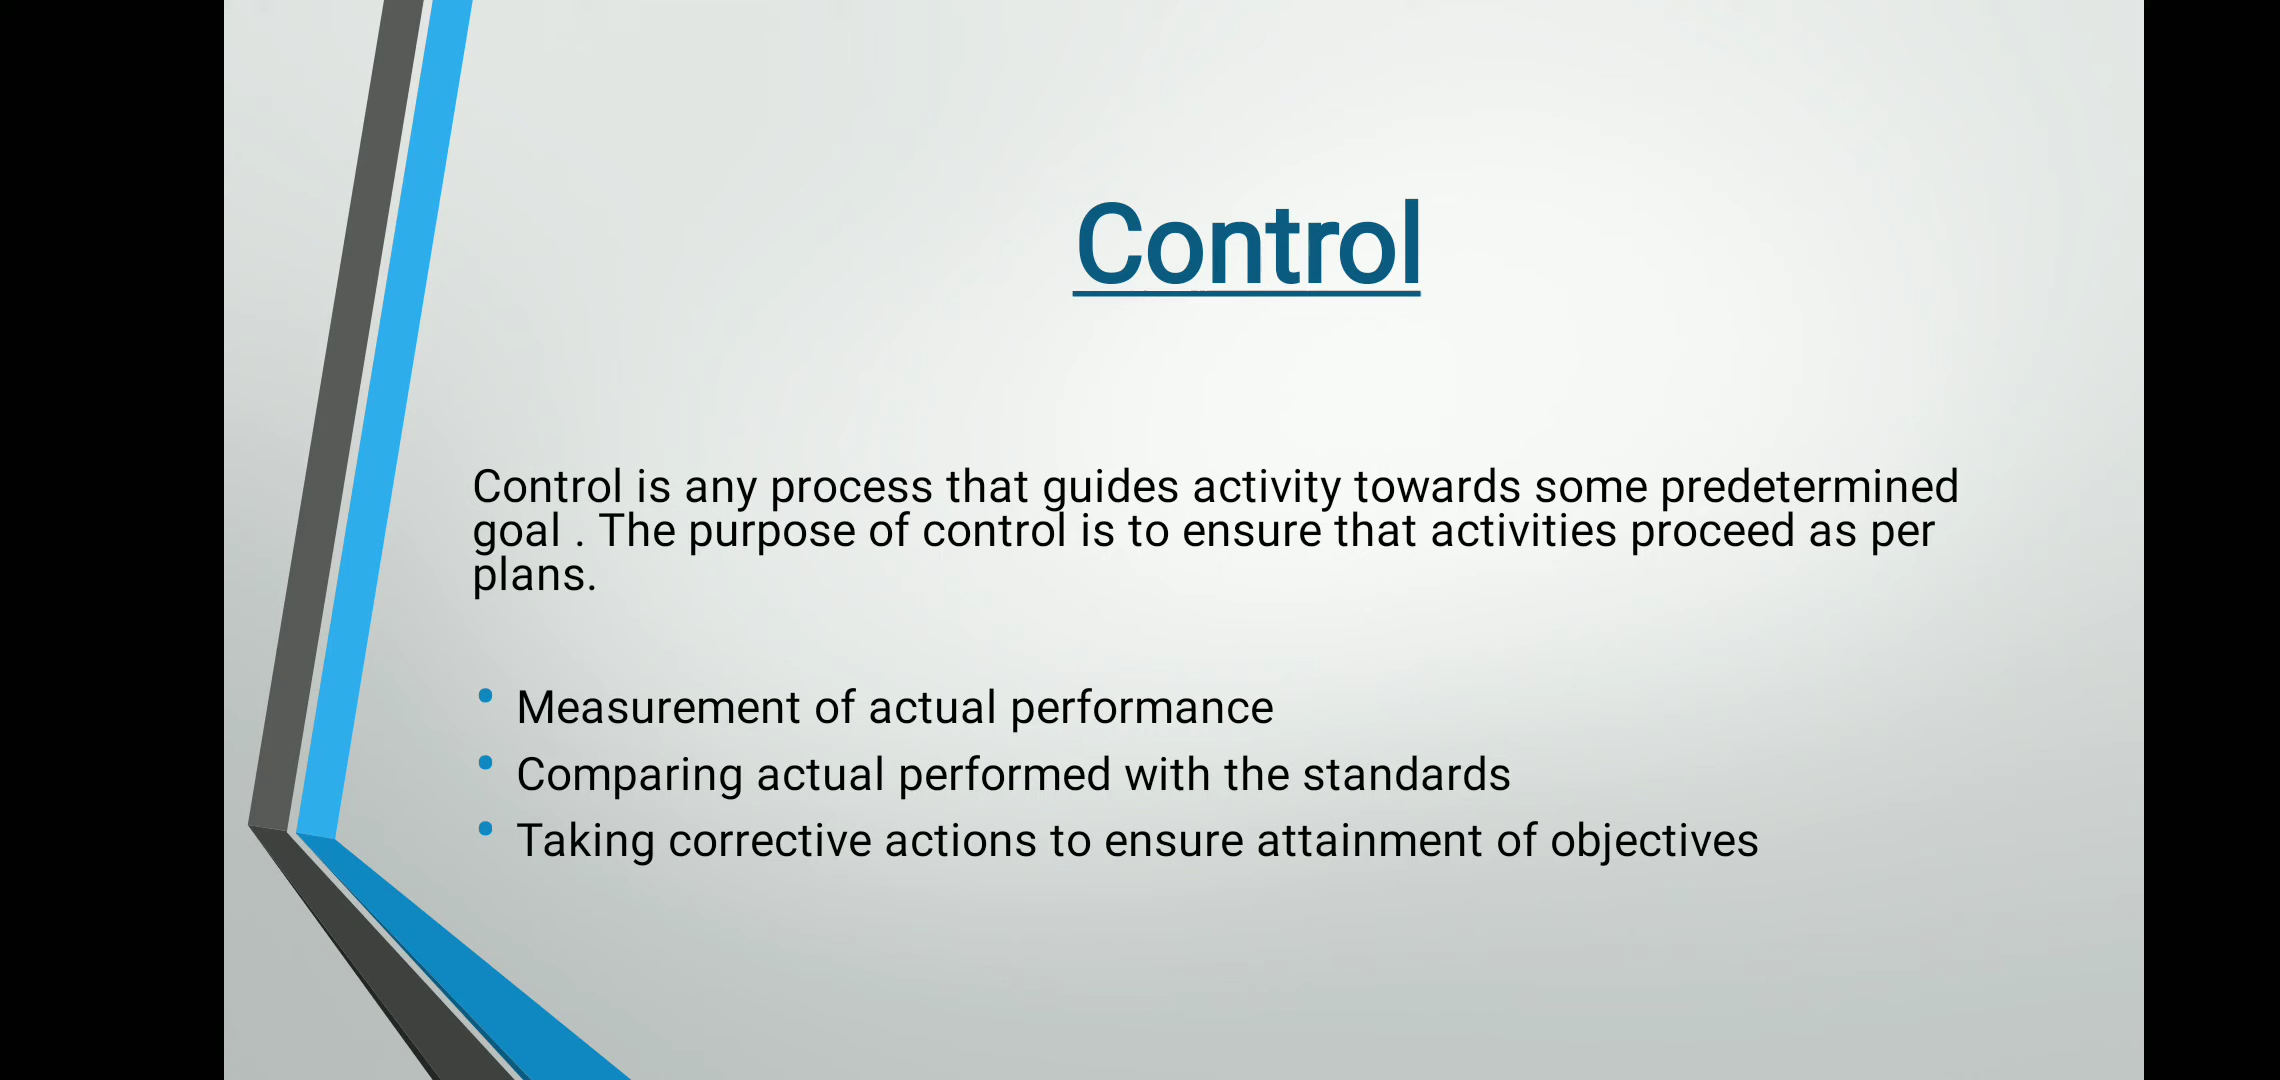 Control
Control is any process that guides activity towards some predetermined
goal . The purpose of control is to ensure that activities proceed as per
plans.
• Measurement of actual performance
• Comparing actual performed with the standards
• Taking corrective actions to ensure attainment of objectives